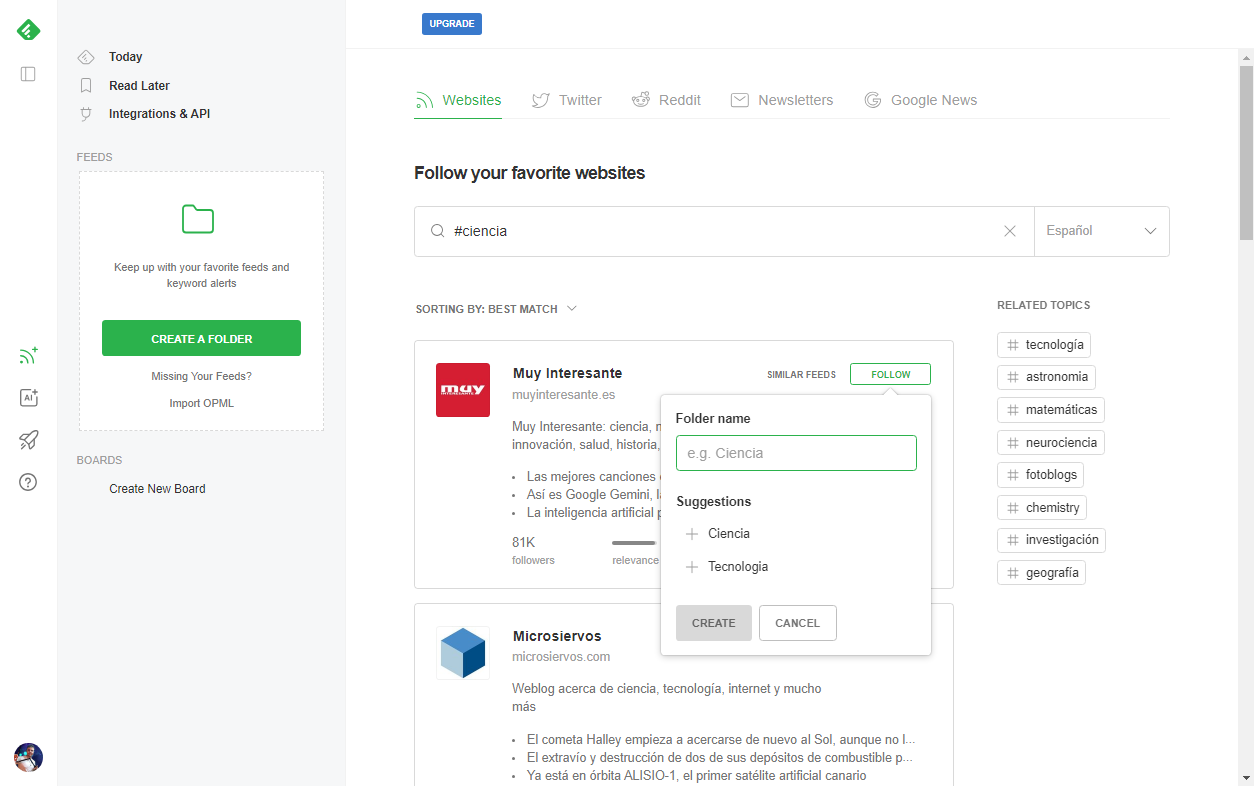 UPGRADE
Today
Read Later
Integrations & API
FEEDS
Keep up with your favorite feeds and
keyword alerts
CREATE A FOLDER
Missing Your Feeds?
Import OPML
BOARDS
Create New Board
AI
Websites
Twitter
Reddit
Newsletters
Google News
Follow your favorite websites
#ciencia
Español
SORTING BY: BEST MATCH
muy
INTERESANTE
Muy Interesante
SIMILAR FEEDS
FOLLOW
muyinteresante.es
Muy Interesante: ciencia,
innovación, salud, historia,
Las mejores canciones
Así es Google Gemini,
La inteligencia artificial
81K
followers
relevance
Folder name
e.g. Ciencia
Suggestions
Ciencia
Tecnologia
CREATE
CANCEL
Microsiervos
microsiervos.com
Weblog acerca de ciencia, tecnología, internet y mucho
más
El cometa Halley empieza a acercarse de nuevo al Sol, aunque no l...
El extravío y destrucción de dos de sus depósitos de combustible p...
Ya está en órbita ALISIO-1, el primer satélite artificial canario
RELATED TOPICS
# tecnología
# astronomia
# matemáticas
# neurociencia
# fotoblogs
# chemistry
# investigación
# geografía